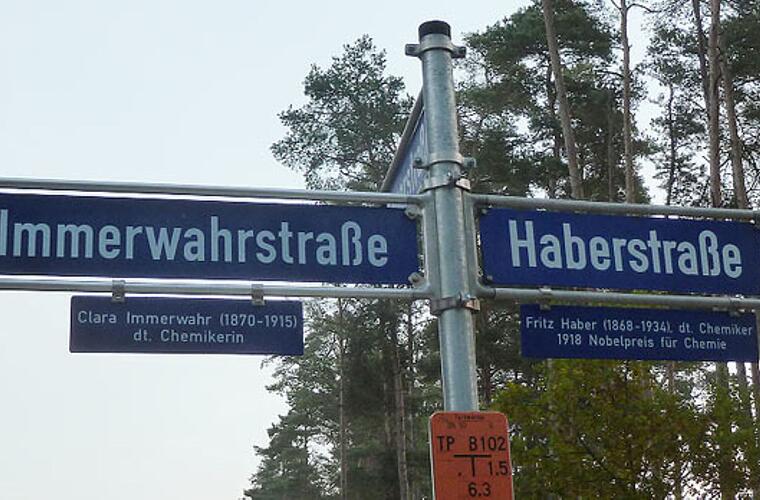 Immerwahrstraße
Clara Immerwahr (1870-1915)
dt. Chemikerin
Haberstraße
Fritz Haber (1868-1934), dt. Chemiker
1918 Nobelpreis für Chemie
TP B102
1.5
6.3